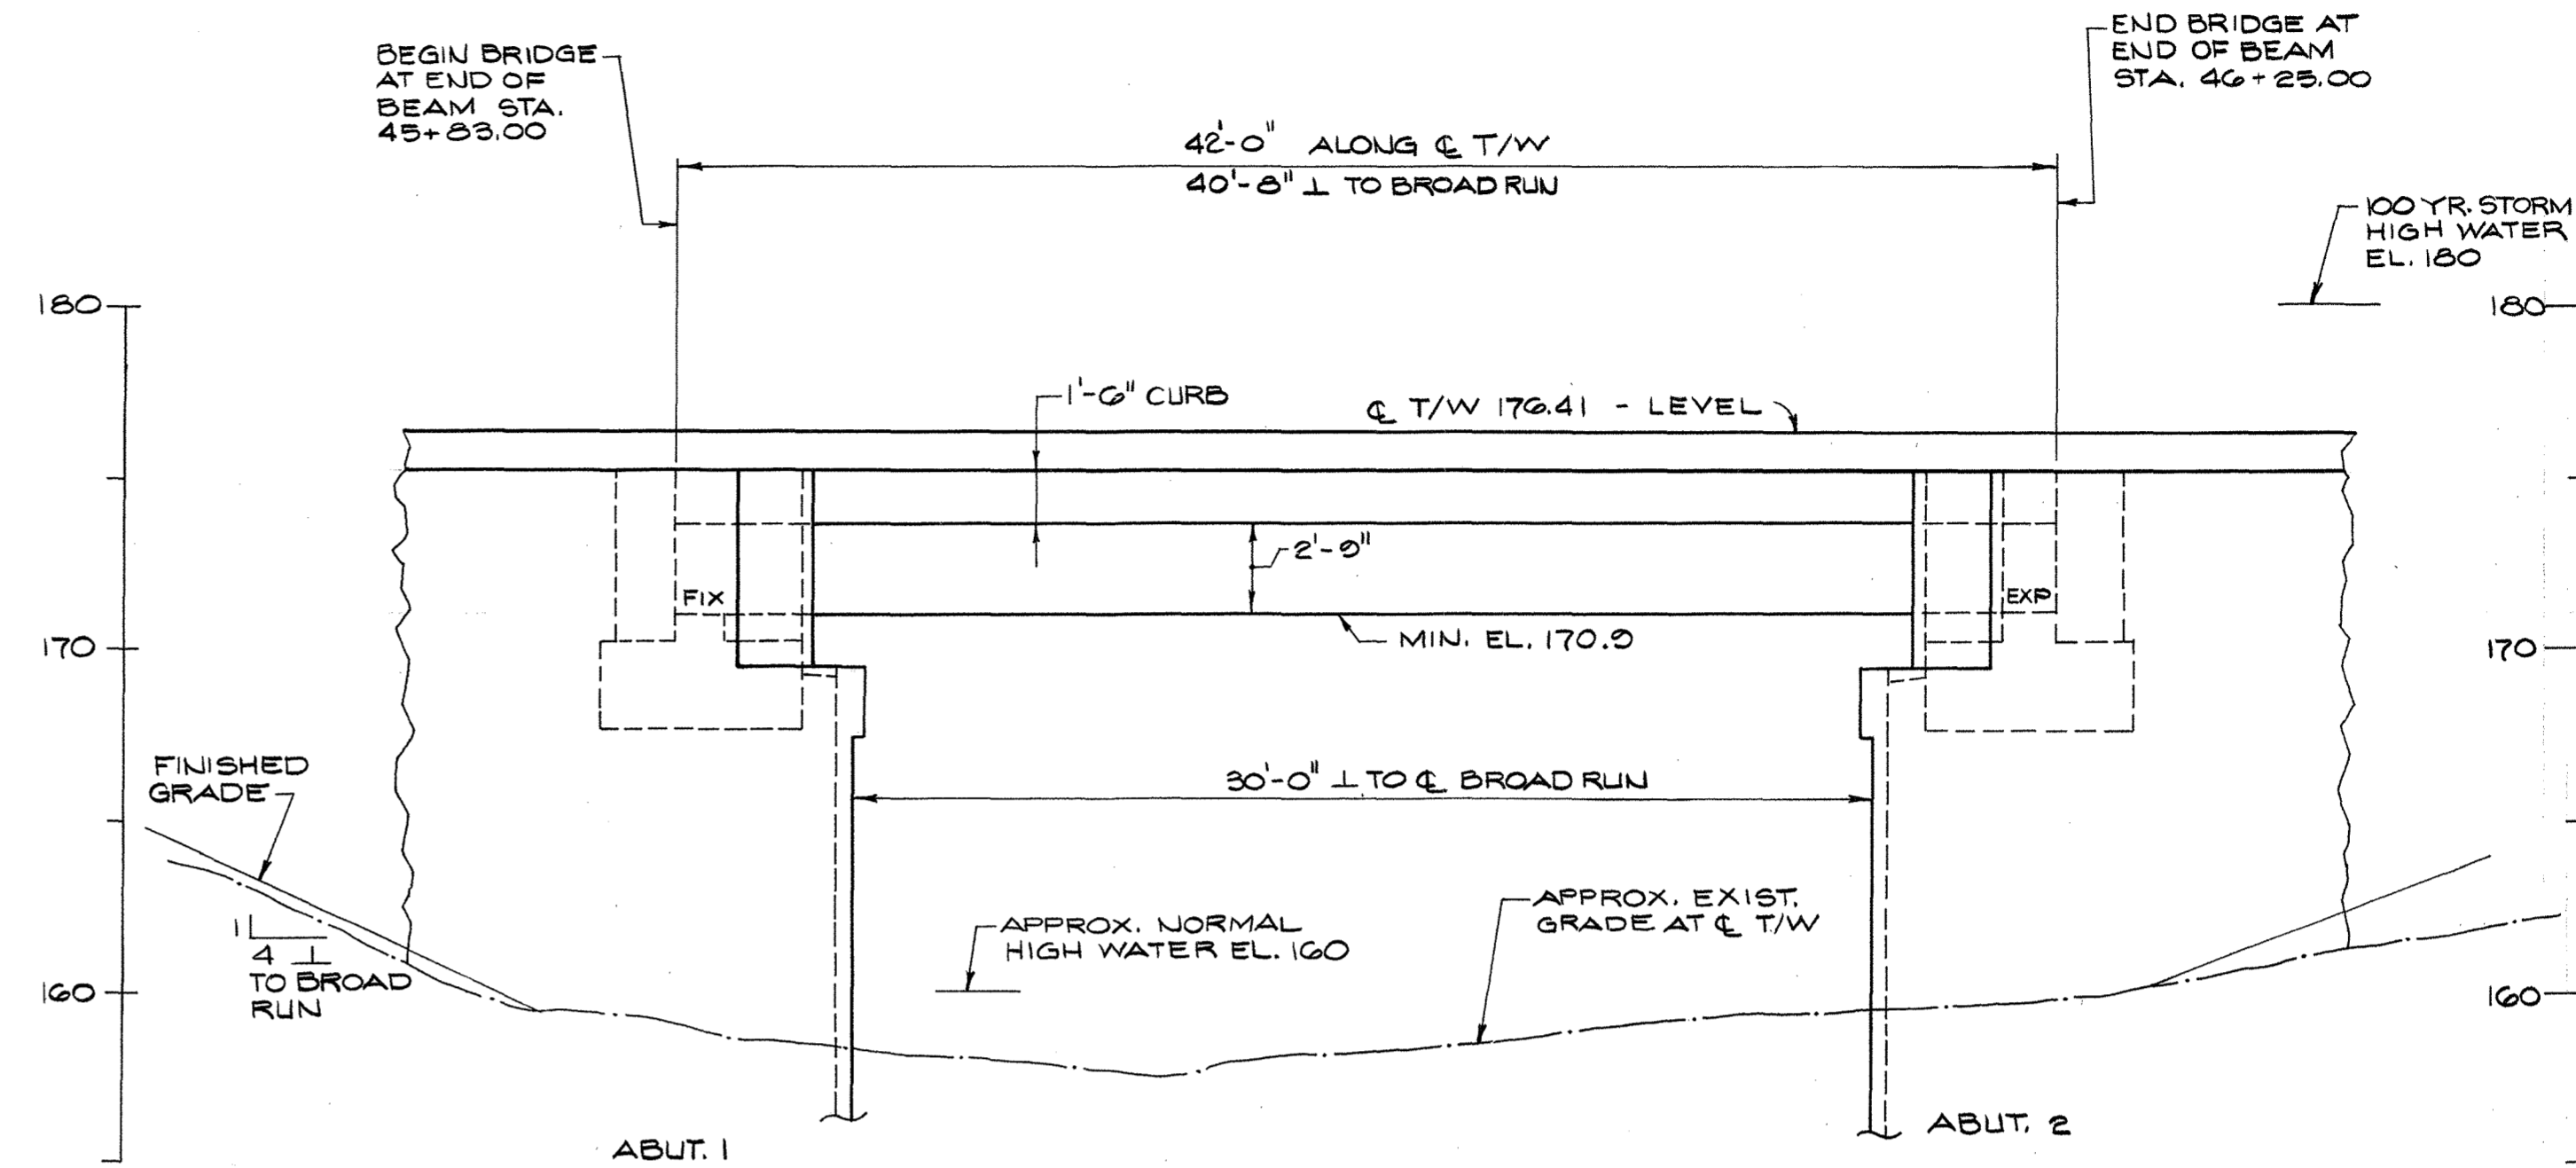 BEGIN BRIDGE
AT END OF
BEAM STA.
45+83.00
END BRIDGE AT
END OF BEAM
STA. 46+25.00
42'-0" ALONG ℄ T/W
40'-8" ⊥ TO BROAD RUN
100 YR. STORM
HIGH WATER
EL. 180
180
180
1'-6" CURB
℄ T/W 176.41 - LEVEL
2'-9"
FIX
EXP
MIN. EL. 170.9
170
170
FINISHED
GRADE
30'-0" ⊥ TO ℄ BROAD RUN
1
4 ⊥
TO BROAD
RUN
APPROX. NORMAL
HIGH WATER EL. 160
APPROX. EXIST.
GRADE AT ℄ T/W
160
160
ABUT. 1
ABUT. 2